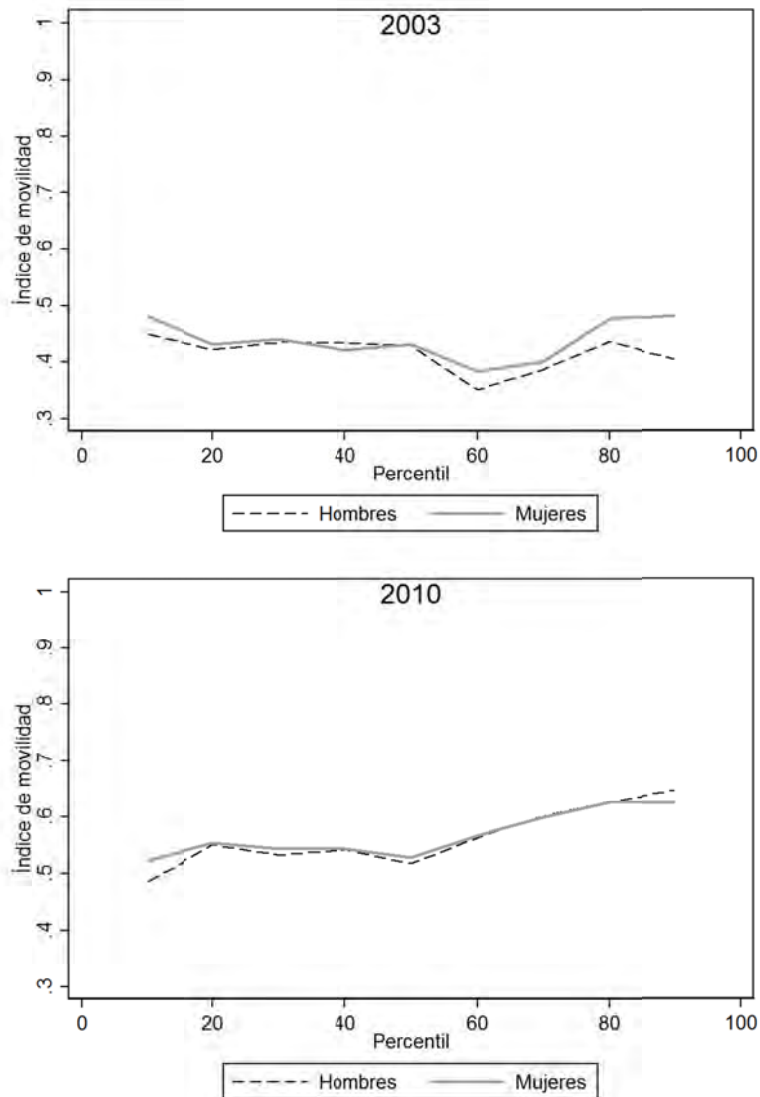 2003
Índice de movilidad
1
.9
.8
.7
.6
.5
.4
.3
0 20 40 60 80 100
Percentil
Hombres Mujeres
2010
Índice de movilidad
1
.9
.8
.7
.6
.5
.4
.3
0 20 40 60 80 100
Percentil
Hombres Mujeres